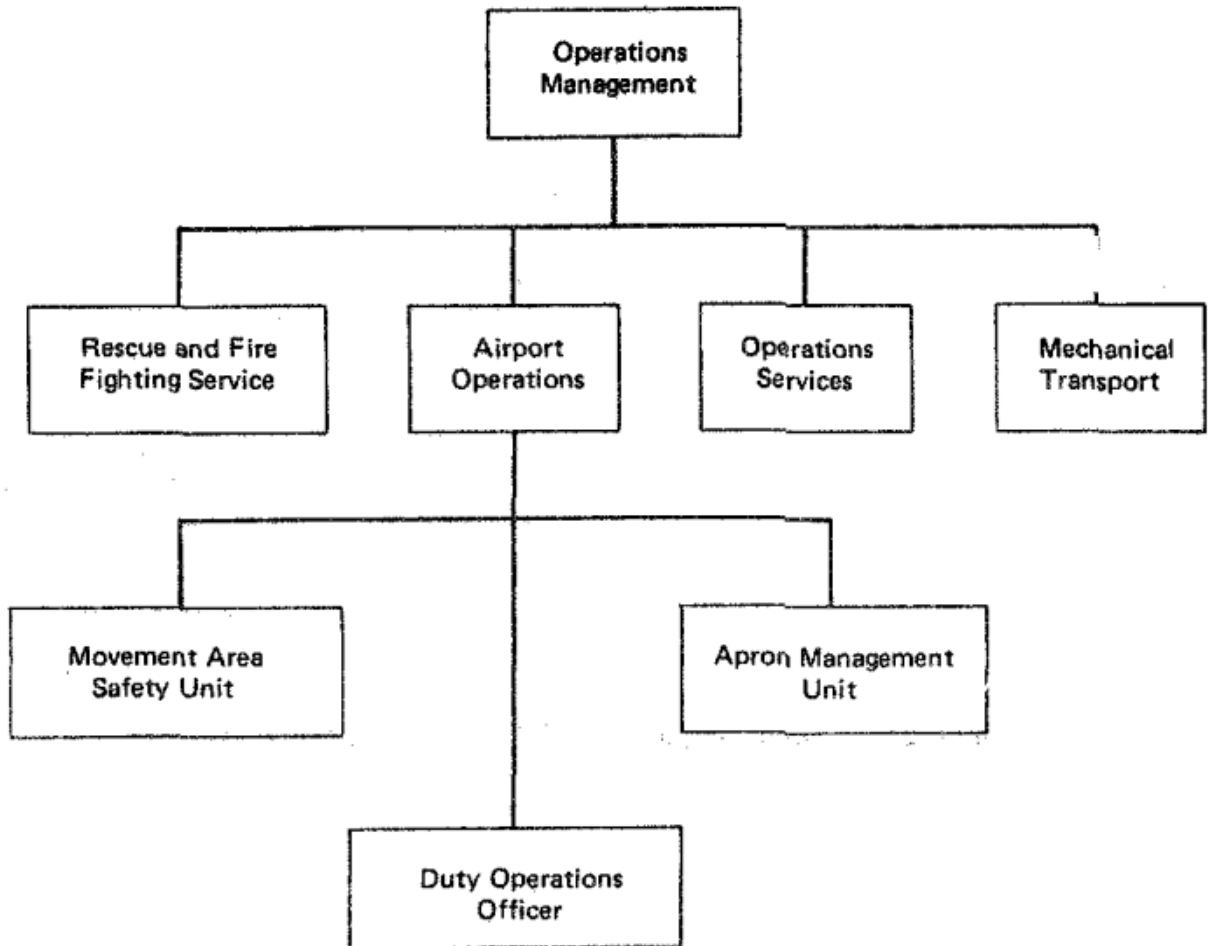 Operations
Management
Rescue and Fire
Fighting Service
Airport
Operations
Operations
Services
Mechanical
Transport
Movement Area
Safety Unit
Apron Management
Unit
Duty Operations
Officer